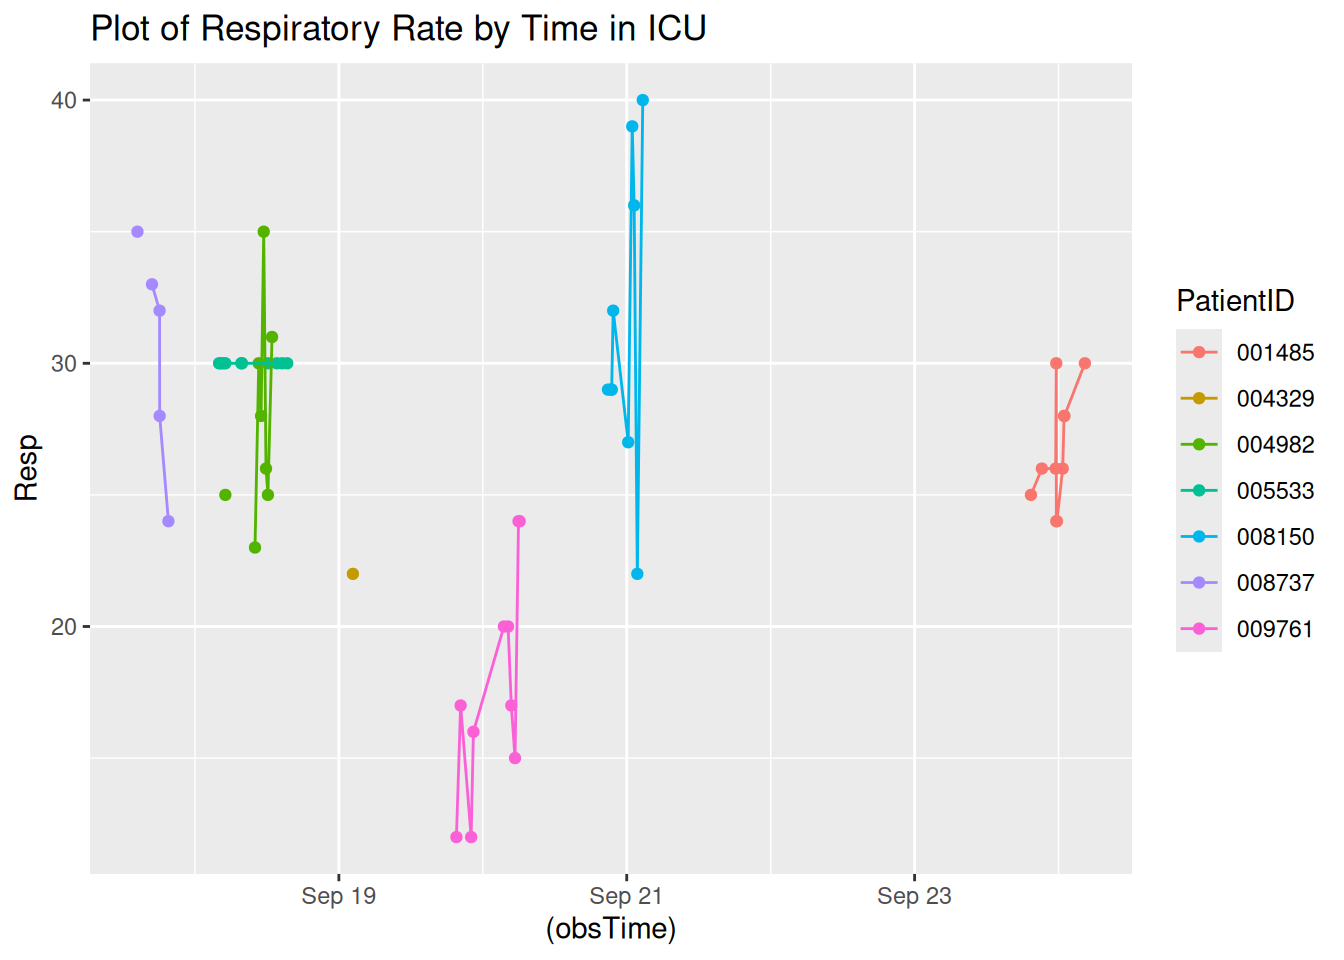 Plot of Respiratory Rate by Time in ICU
40
30
20
Resp
Sep 19
Sep 21
Sep 23
(obsTime)
PatientID
001485
004329
004982
005533
008150
008737
009761